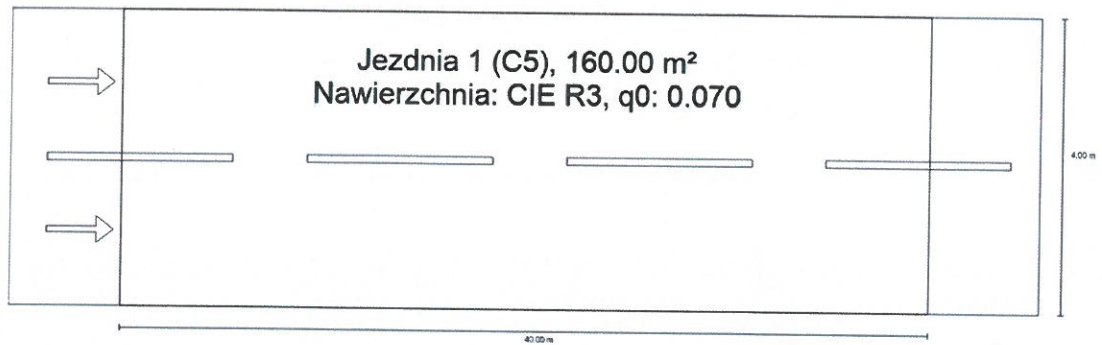 Jezdnia 1 (C5), 160.00 m²
Nawierzchnia: CIE R3, q0: 0.070
4.00 m
40.00 m